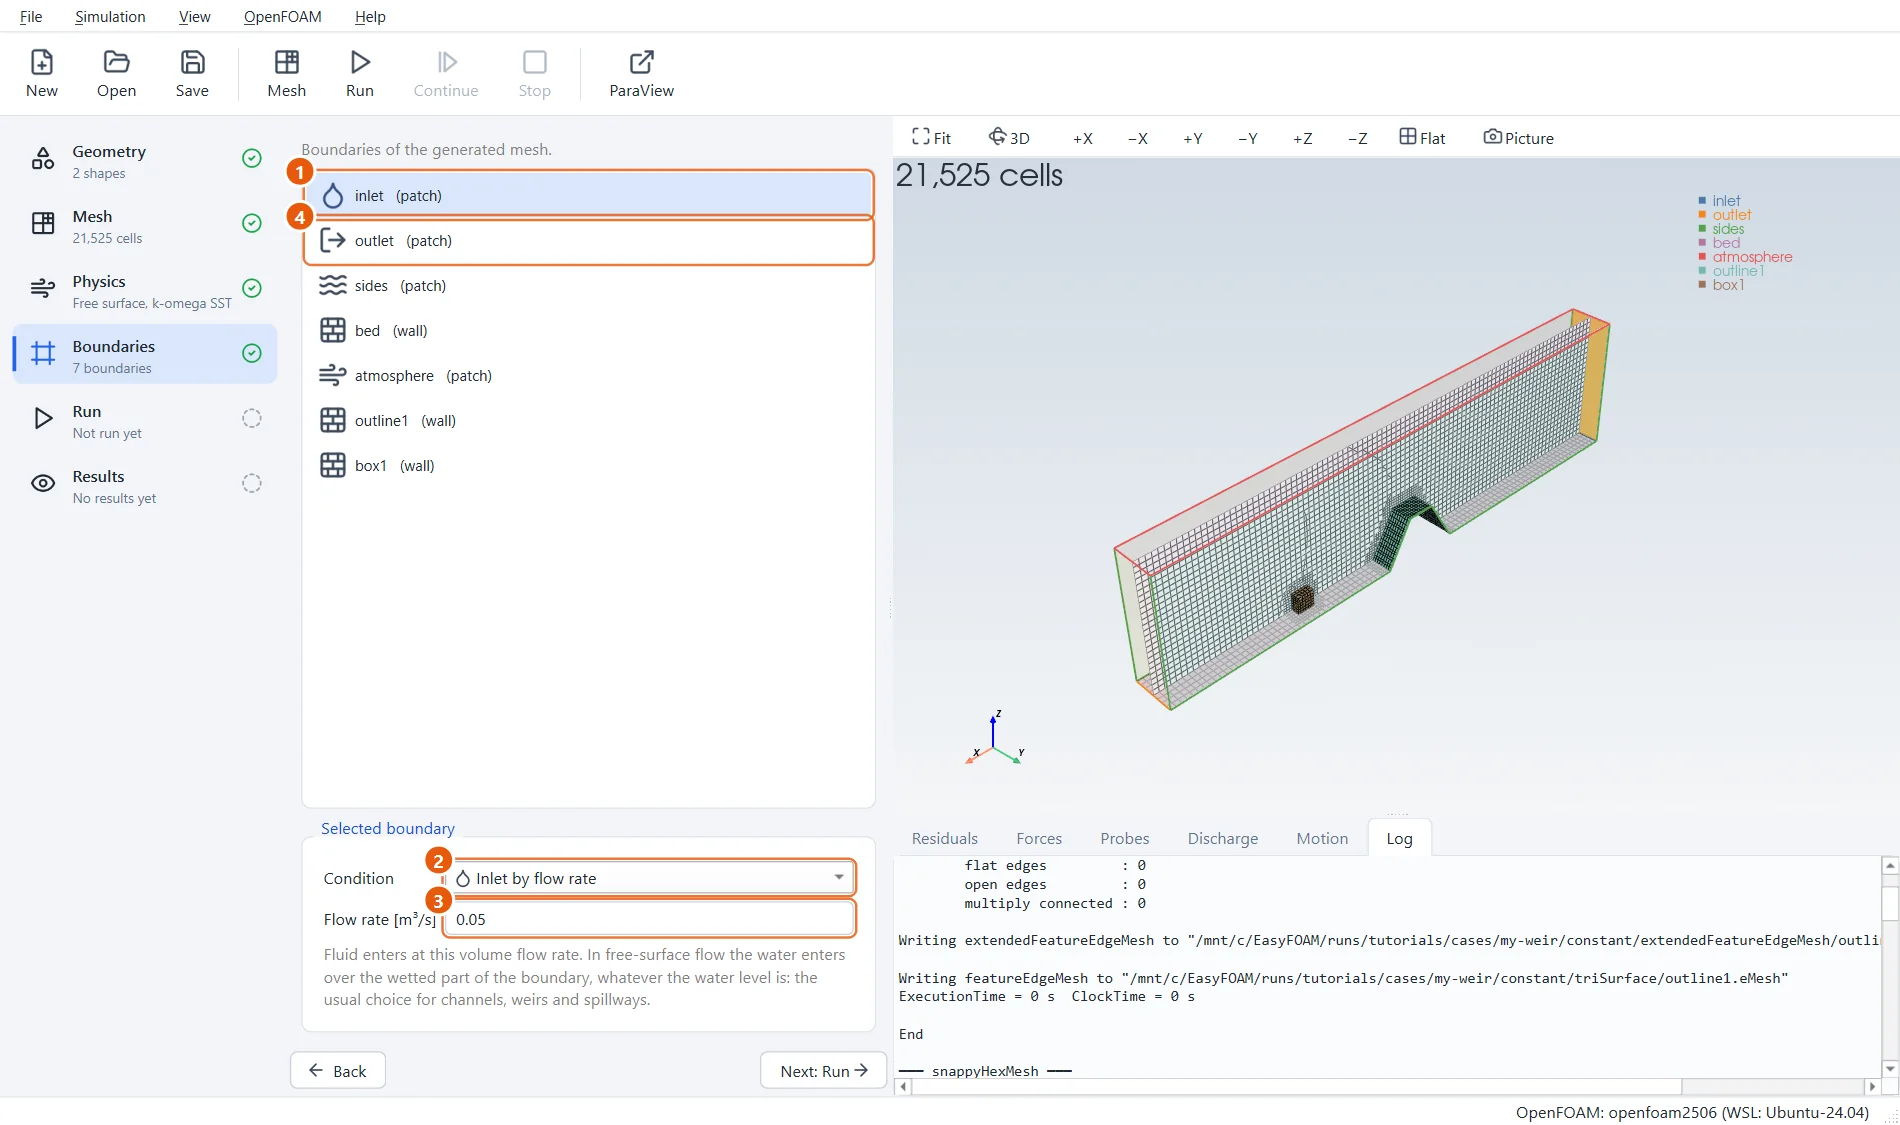 File Simulation View OpenFOAM Help
New Open Save Mesh Run Continue Stop ParaView
Geometry
2 shapes
Mesh
21,525 cells
Physics
Free surface, k-omega SST
Boundaries
7 boundaries
Run
Not run yet
Results
No results yet
Boundaries of the generated mesh.
1
inlet (patch)
4
outlet (patch)
sides (patch)
bed (wall)
atmosphere (patch)
outline1 (wall)
box1 (wall)
Selected boundary
2
Condition Inlet by flow rate
3
Flow rate [m³/s] 0.05
Fluid enters at this volume flow rate. In free-surface flow the water enters
over the wetted part of the boundary, whatever the water level is: the
usual choice for channels, weirs and spillways.
Back Next: Run
Fit 3D +X −X +Y −Y +Z −Z Flat Picture
21,525 cells
inlet
outlet
sides
bed
atmosphere
outline1
box1
Z
X Y
Residuals Forces Probes Discharge Motion Log
flat edges : 0
open edges : 0
multiply connected : 0
Writing extendedFeatureEdgeMesh to "/mnt/c/EasyFOAM/runs/tutorials/cases/my-weir/constant/extendedFeatureEdgeMesh/outli
Writing featureEdgeMesh to "/mnt/c/EasyFOAM/runs/tutorials/cases/my-weir/constant/triSurface/outline1.eMesh"
ExecutionTime = 0 s ClockTime = 0 s
End
─── snappyHexMesh ───
OpenFOAM: openfoam2506 (WSL: Ubuntu-24.04)